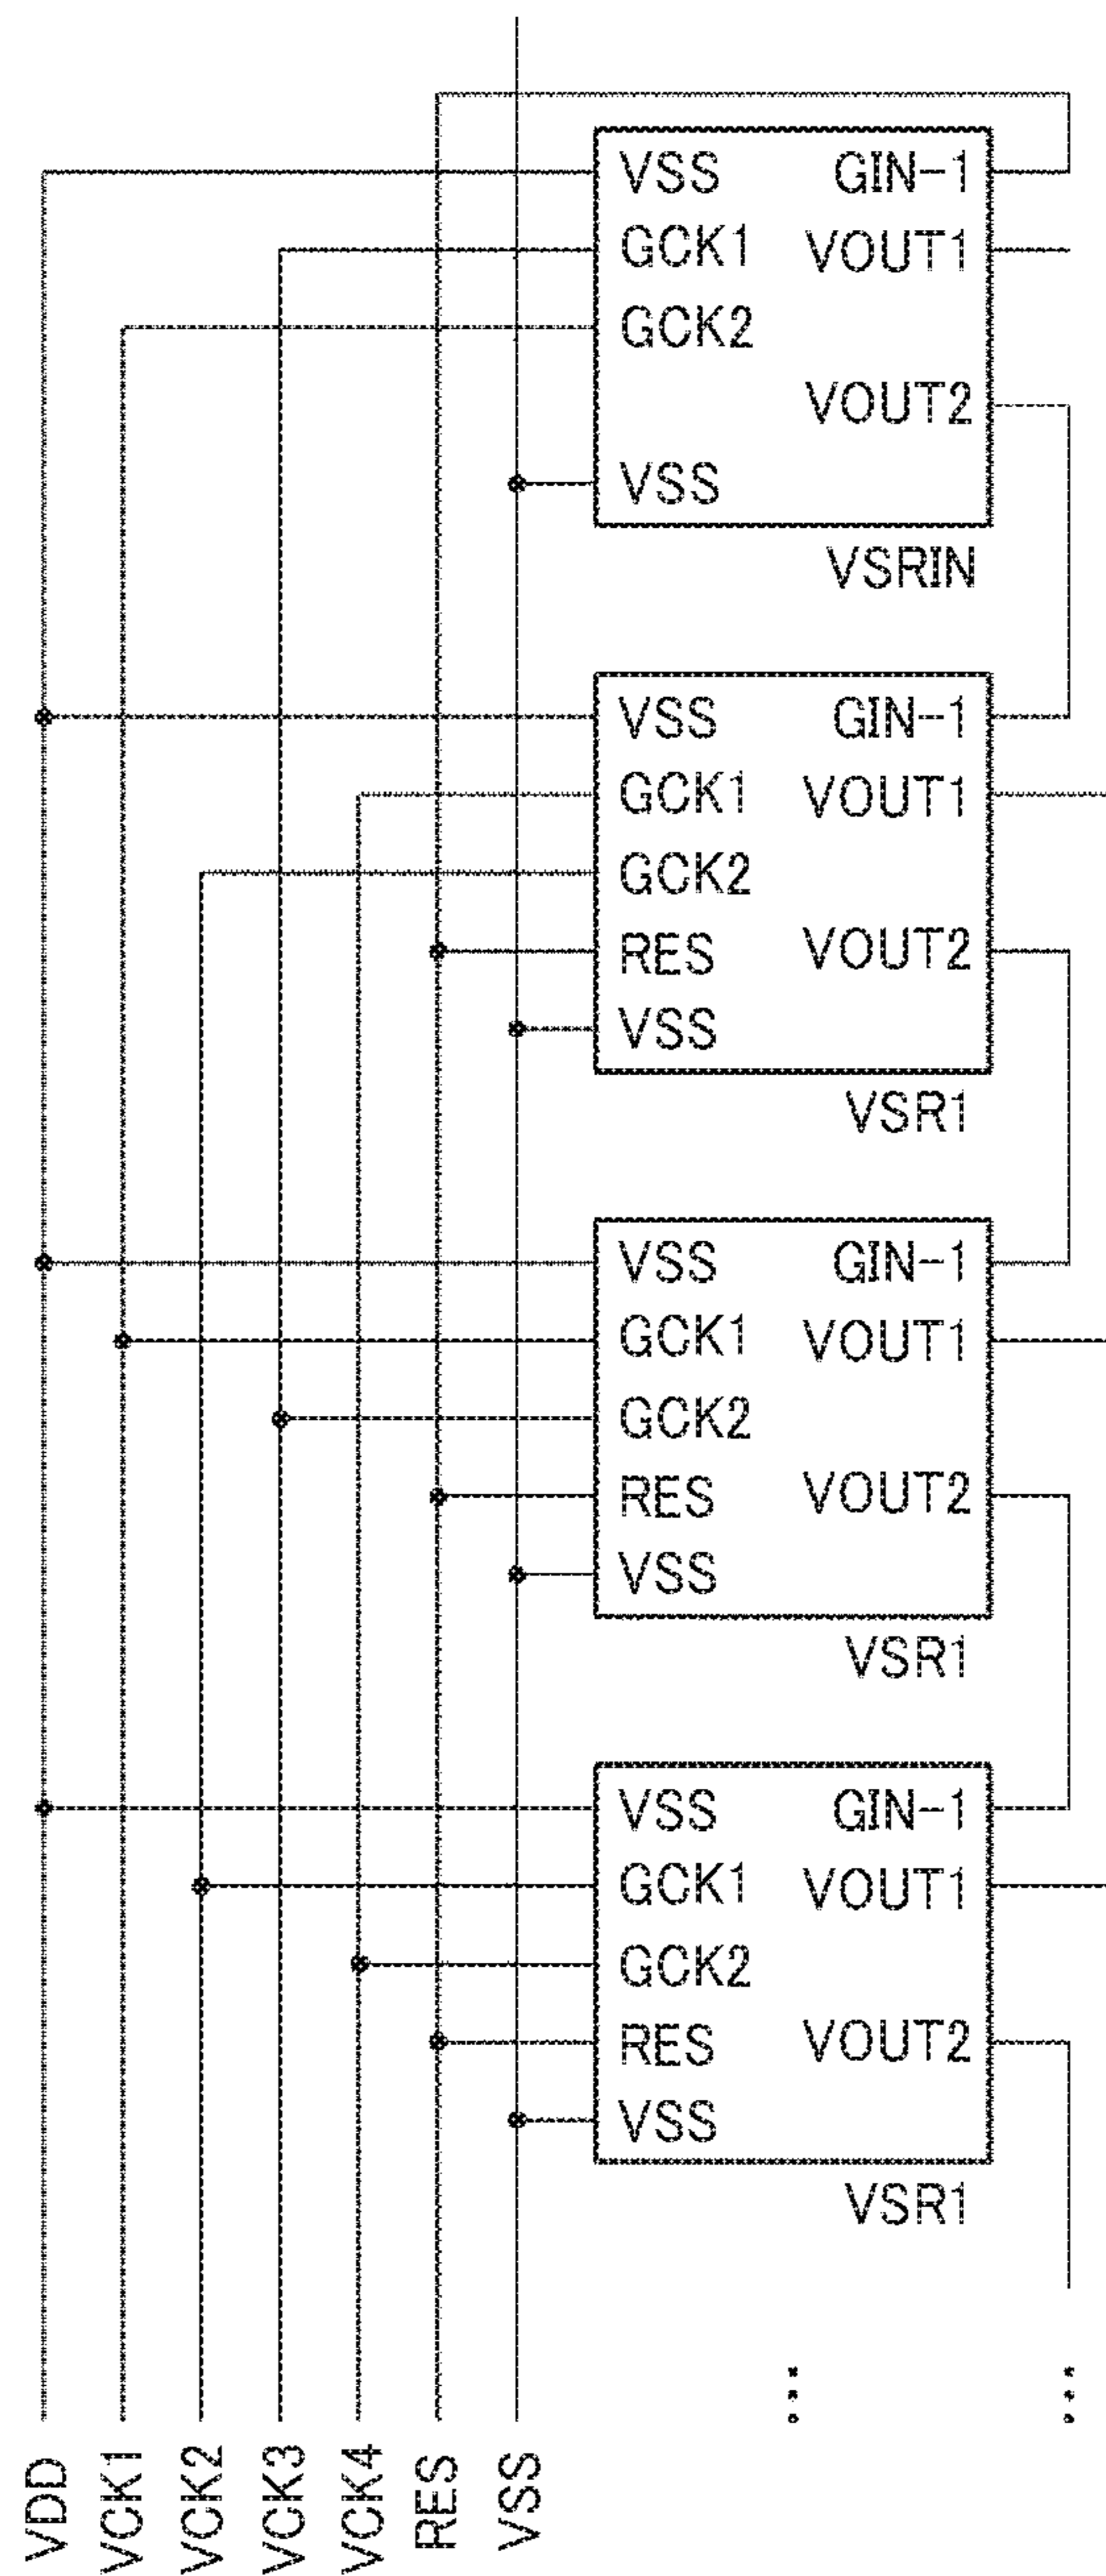 VSS GIN-1
GCK1 VOUT1
GCK2
VOUT2
VSS
VSRIN
VSS GIN-1
GCK1 VOUT1
GCK2
RES VOUT2
VSS
VSR1
VSS GIN-1
GCK1 VOUT1
GCK2
RES VOUT2
VSS
VSR1
VSS GIN-1
GCK1 VOUT1
GCK2
RES VOUT2
VSS
VSR1
VDD
VCK1
VCK2
VCK3
VCK4
RES
VSS